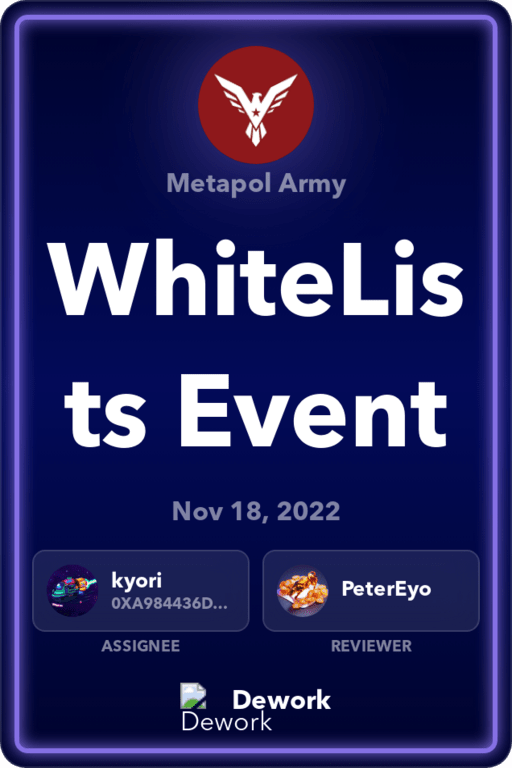 Metapol Army
WhiteLis
ts Event
Nov 18, 2022
kyori
0XA984436D...
PeterEyo
ASSIGNEE
REVIEWER
Dework
Dework